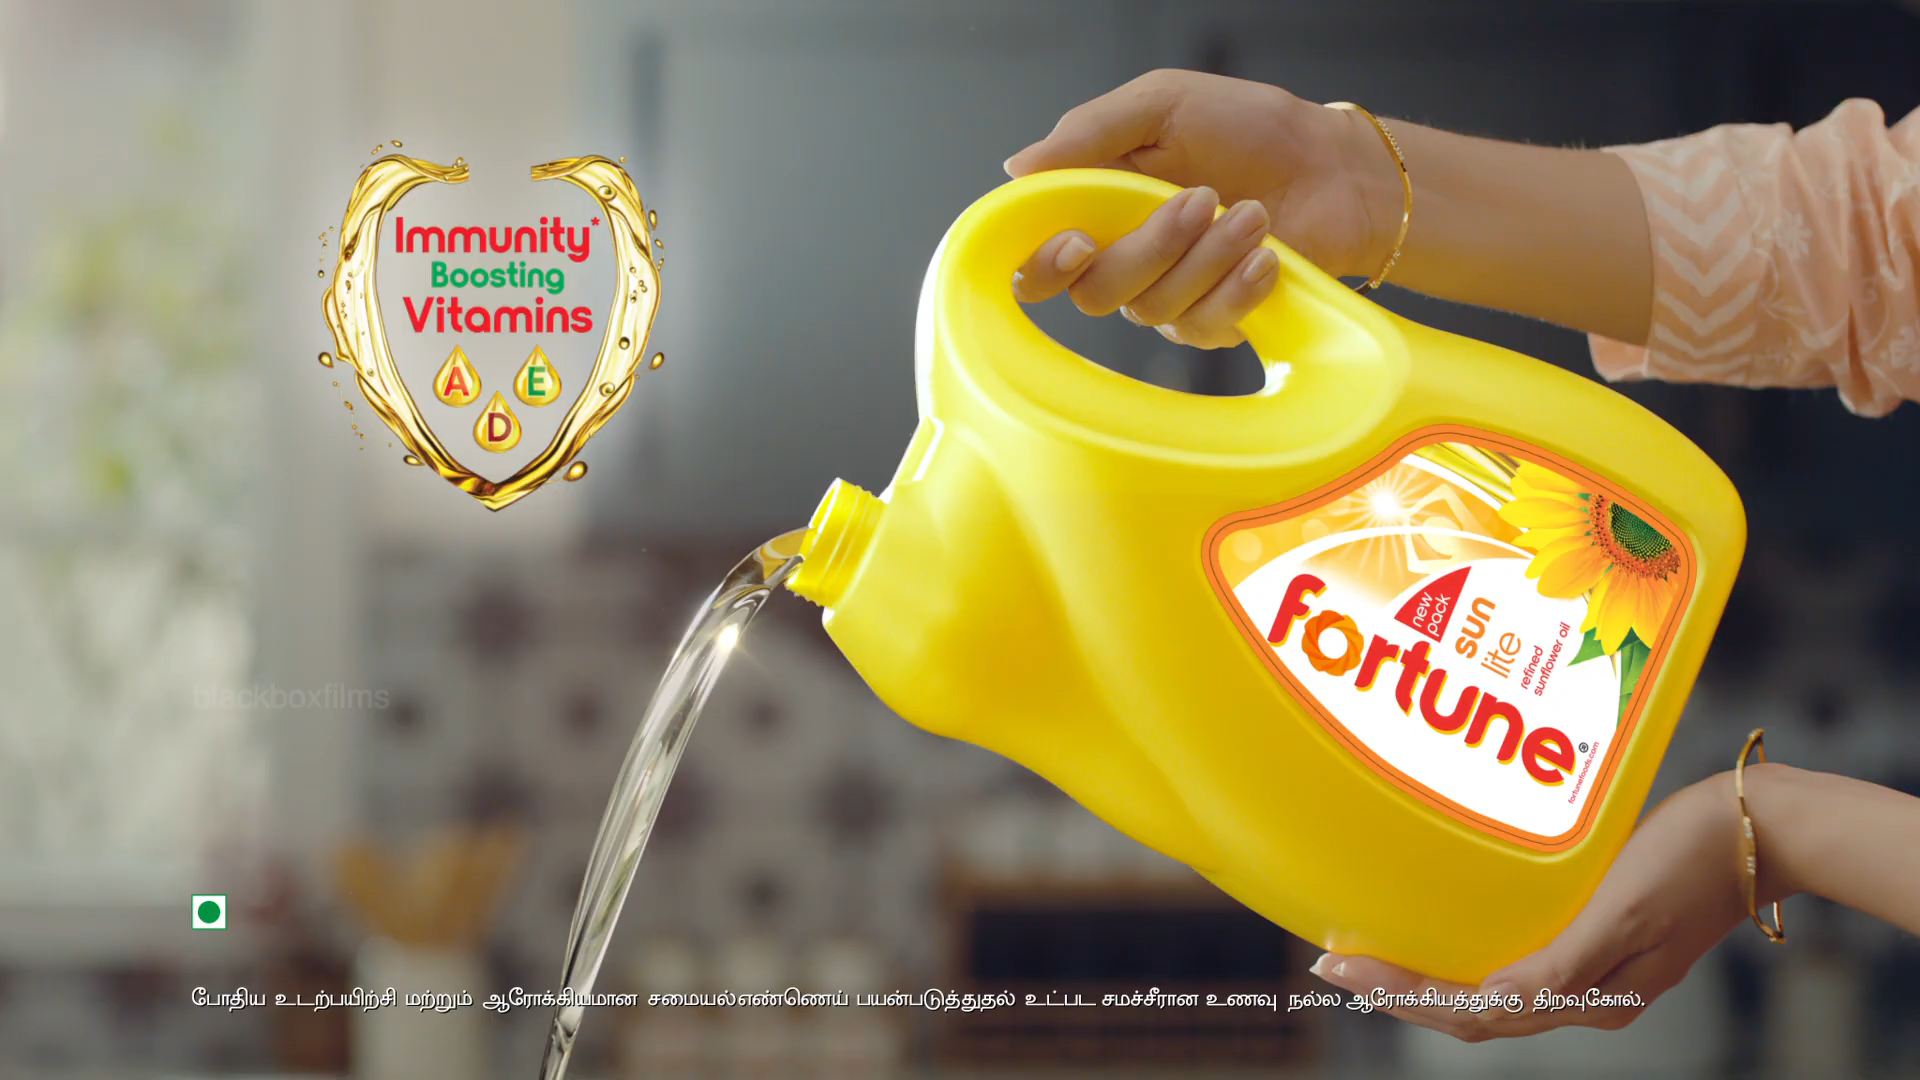 Immunity*
Boosting
Vitamins
A E
D
new
pack
sun
lite
refined
sunflower oil
fortune®
fortunefoods.com
blackboxfilms
போதிய உடற்பயிற்சி மற்றும் ஆரோக்கியமான சமையல்எண்ணெய் பயன்படுத்துதல் உட்பட சமச்சீரான உணவு நல்ல ஆரோக்கியத்துக்கு திறவுகோல்.